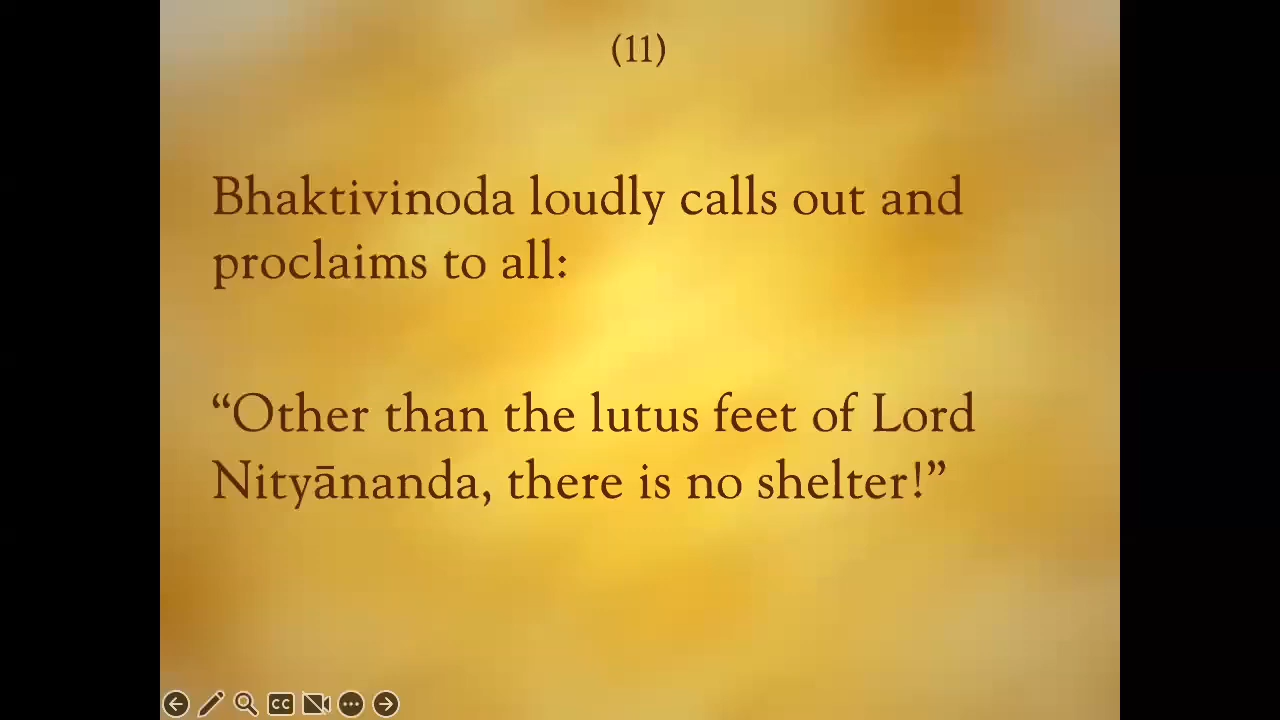 (11)
Bhaktivinoda loudly calls out and
proclaims to all:
“Other than the lutus feet of Lord
Nityānanda, there is no shelter!”
CC